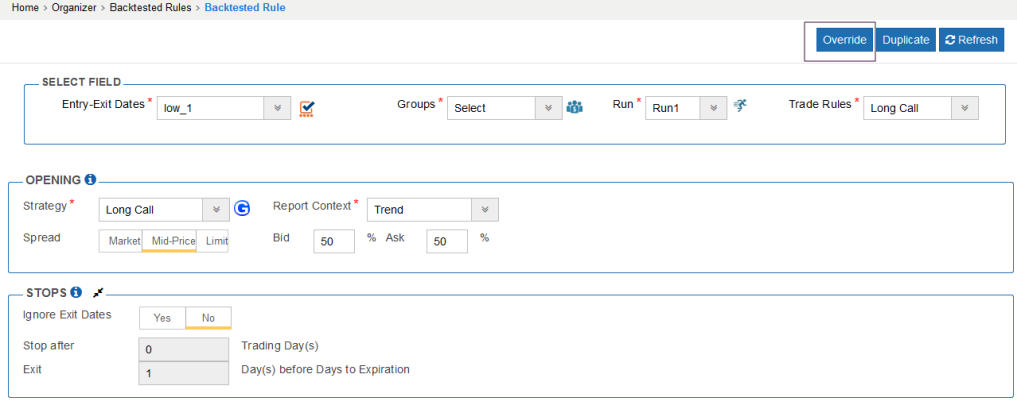 Home > Organizer > Backtested Rules > Backtested Rule
Override Duplicate Refresh
SELECT FIELD
Entry-Exit Dates * low_1 Groups * Select Run * Run1 Trade Rules * Long Call
OPENING
Strategy * Long Call Report Context * Trend
Spread Market Mid-Price Limit Bid 50 % Ask 50 %
STOPS
Ignore Exit Dates Yes No
Stop after 0 Trading Day(s)
Exit 1 Day(s) before Days to Expiration